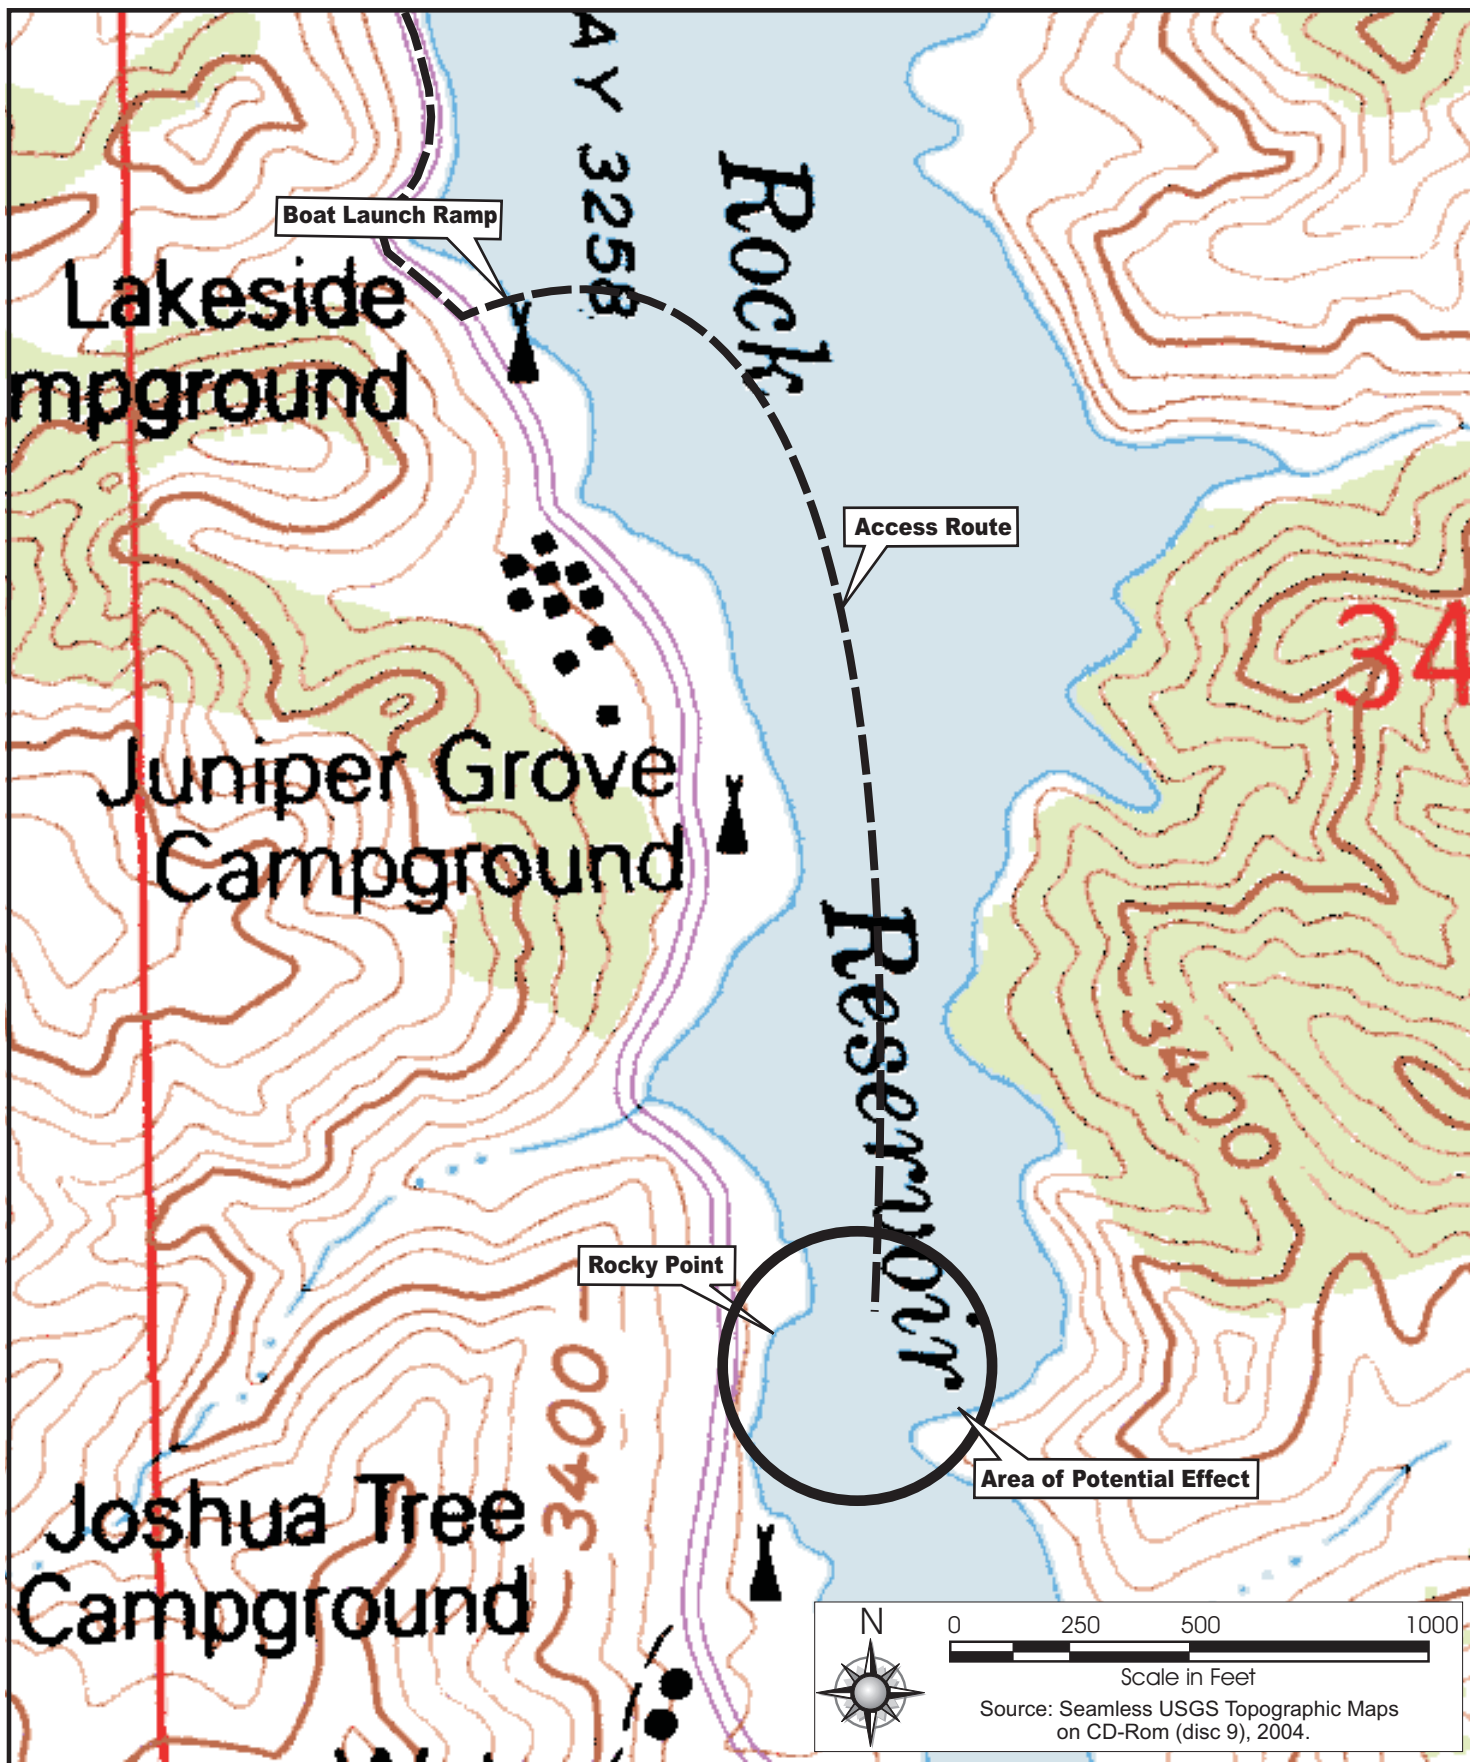 AY 3258
Rock
Boat Launch Ramp
Lakeside
mpground
Access Route
34
Juniper Grove
Campground
Reservoir
3400
Rocky Point
3400
Area of Potential Effect
Joshua Tree
Campground
N
0 250 500 1000
Scale in Feet
Source: Seamless USGS Topographic Maps
on CD-Rom (disc 9), 2004.